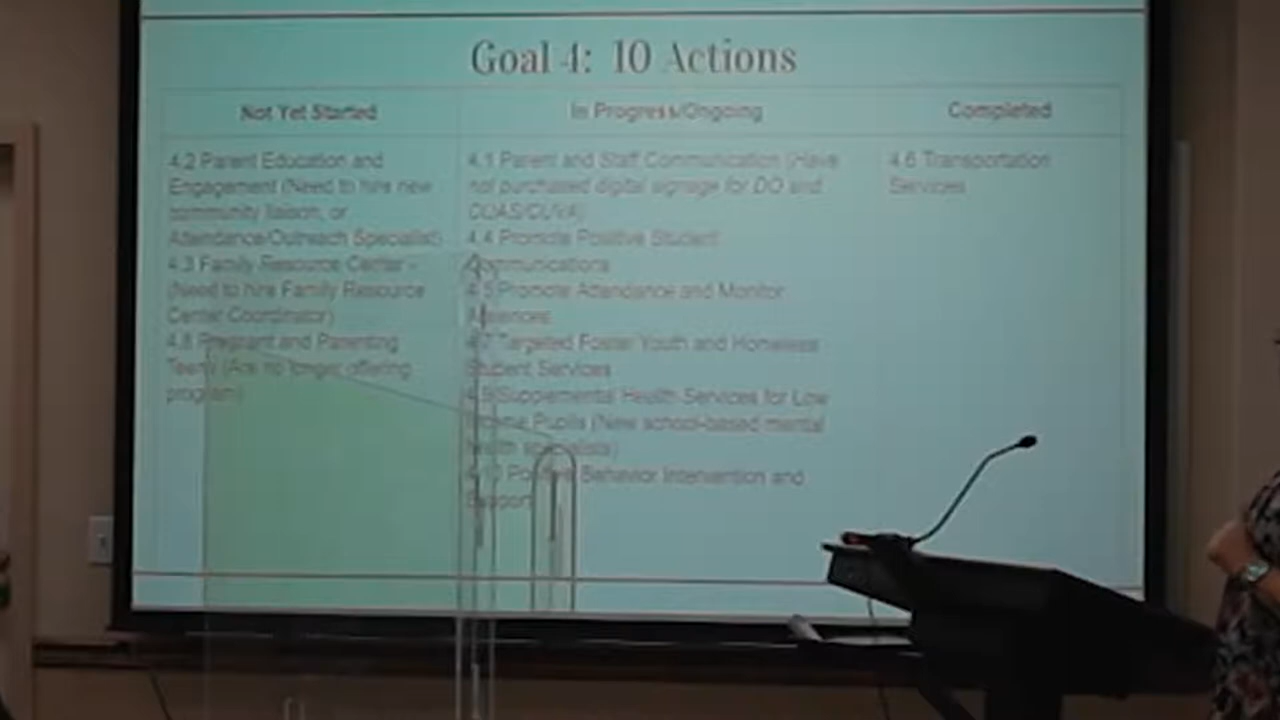 Goal 4: 10 Actions
Not Yet Started
In Progress/Ongoing
Completed
4.2 Parent Education and
Engagement (Need to hire new
community liaison, or
Attendance/Outreach Specialist)
4.3 Family Resource Center -
(Need to hire Family Resource
Center Coordinator)
4.8 Pregnant and Parenting
Teens (Are no longer offering
program)
4.1 Parent and Staff Communication (Have
not purchased digital signage for DO and
4.4 Promote Positive Student
Communications
4.5 Promote Attendance and Monitor
Absences
4.7 Targeted Foster Youth and Homeless
Student Services
4.9 Supplemental Health Services for Low
Income Pupils (New school-based mental
health specialists)
4.10 Positive Behavior Intervention and
Support
4.6 Transportation
Services